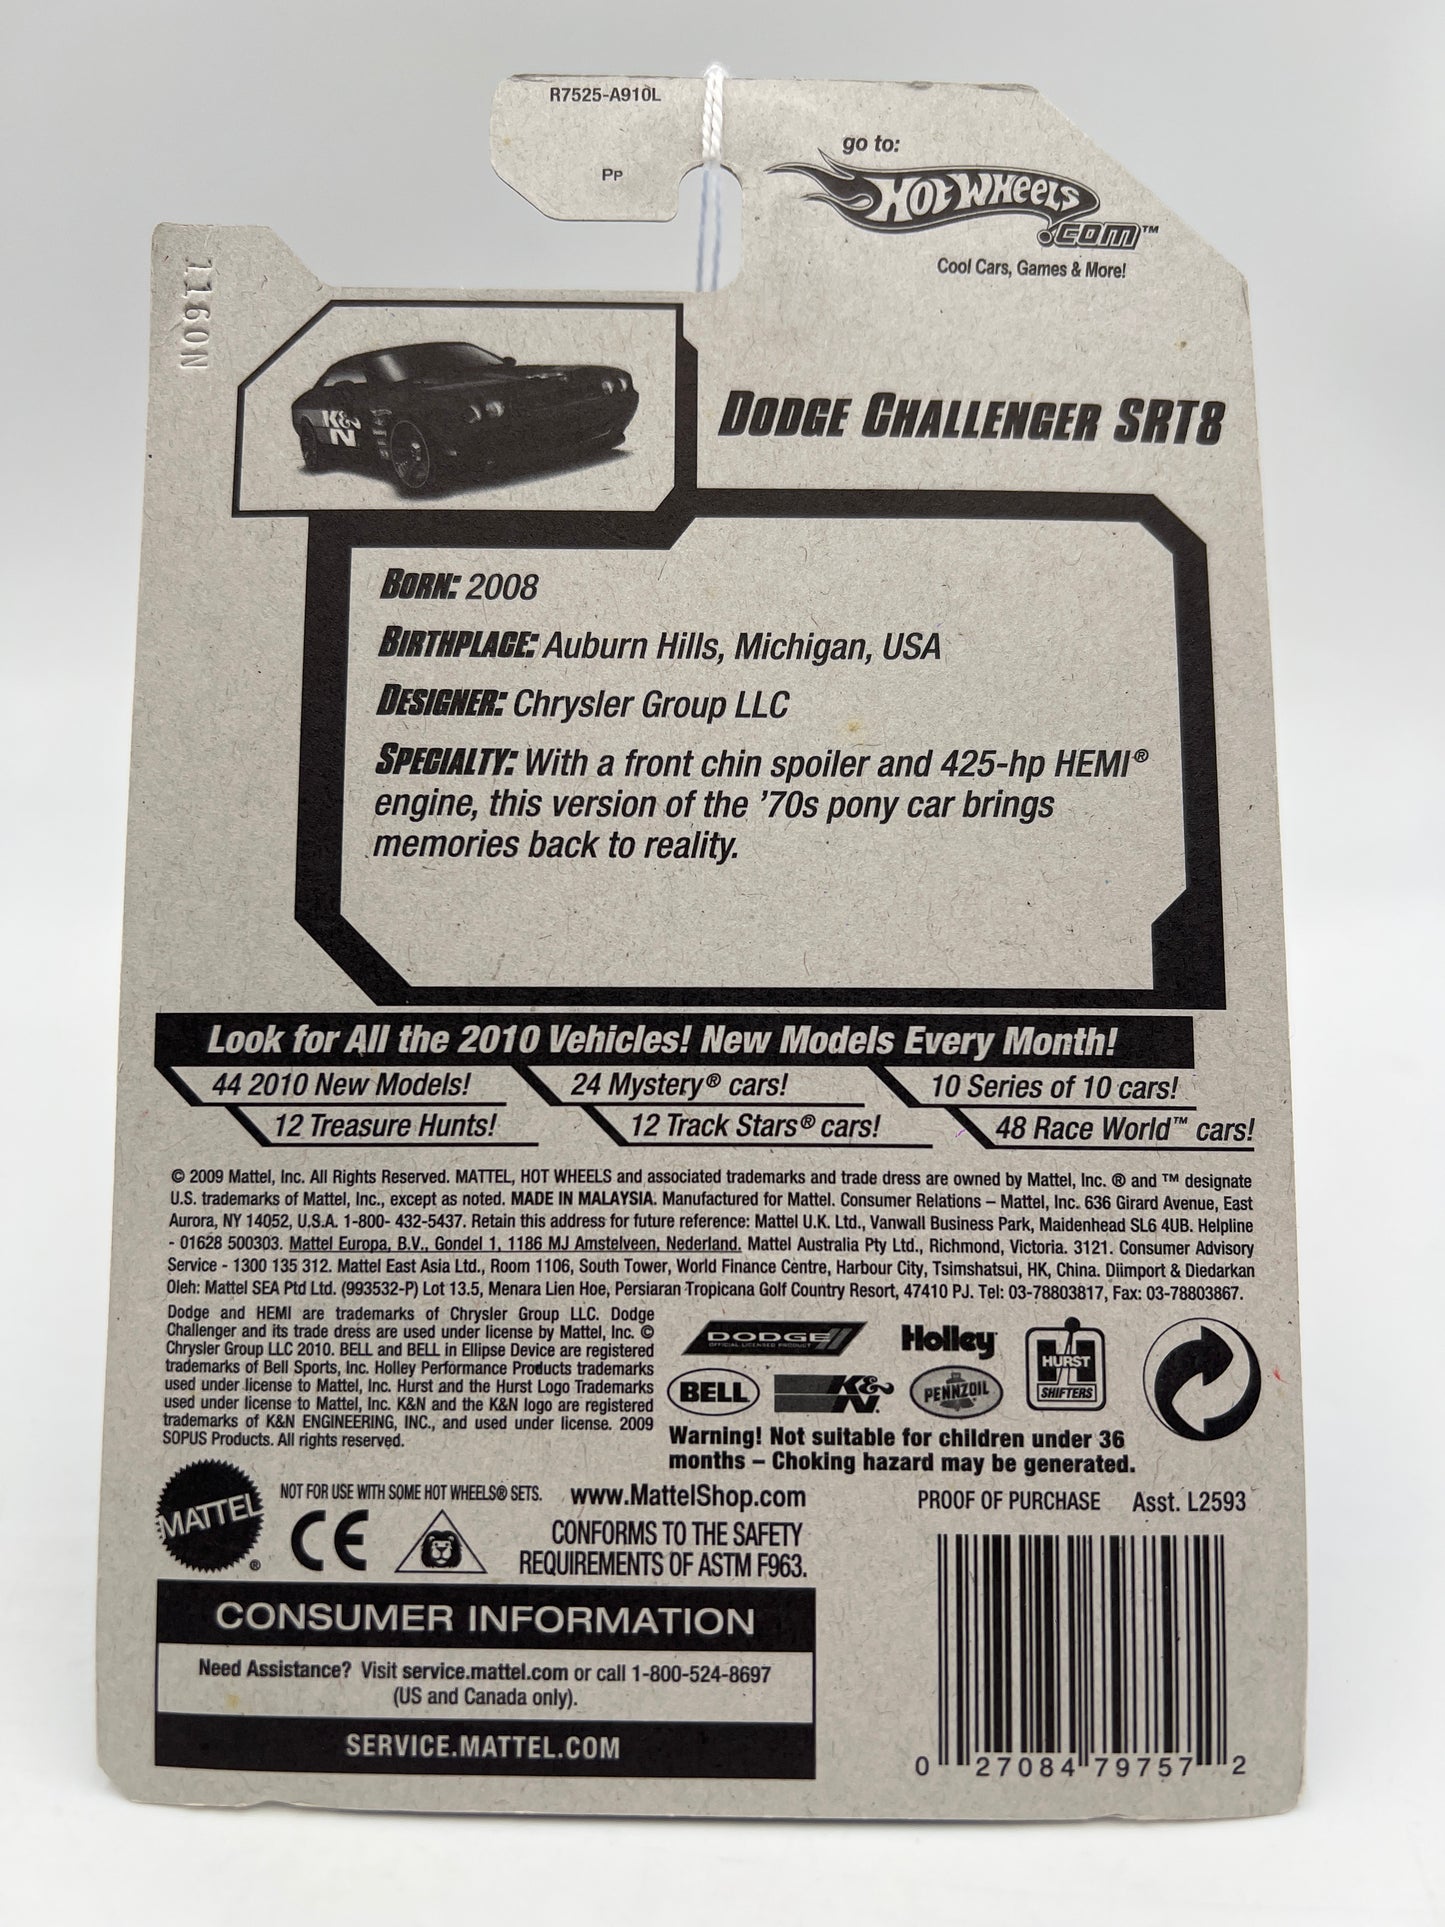 R7525-A910L
Pp
go to:
HOT WHEELS
.COM™
Cool Cars, Games & More!
1160N
K&N
DODGE CHALLENGER SRT8
BORN: 2008
BIRTHPLACE: Auburn Hills, Michigan, USA
DESIGNER: Chrysler Group LLC
SPECIALTY: With a front chin spoiler and 425-hp HEMI®
engine, this version of the ’70s pony car brings
memories back to reality.
Look for All the 2010 Vehicles! New Models Every Month!
44 2010 New Models! 24 Mystery® cars! 10 Series of 10 cars!
12 Treasure Hunts! 12 Track Stars® cars! 48 Race World™ cars!
© 2009 Mattel, Inc. All Rights Reserved. MATTEL, HOT WHEELS and associated trademarks and trade dress are owned by Mattel, Inc. ® and ™ designate
U.S. trademarks of Mattel, Inc., except as noted. MADE IN MALAYSIA. Manufactured for Mattel. Consumer Relations – Mattel, Inc. 636 Girard Avenue, East
Aurora, NY 14052, U.S.A. 1-800- 432-5437. Retain this address for future reference: Mattel U.K. Ltd., Vanwall Business Park, Maidenhead SL6 4UB. Helpline
- 01628 500303. Mattel Europa, B.V., Gondel 1, 1186 MJ Amstelveen, Nederland. Mattel Australia Pty Ltd., Richmond, Victoria. 3121. Consumer Advisory
Service - 1300 135 312. Mattel East Asia Ltd., Room 1106, South Tower, World Finance Centre, Harbour City, Tsimshatsui, HK, China. Diimport & Diedarkan
Oleh: Mattel SEA Ptd Ltd. (993532-P) Lot 13.5, Menara Lien Hoe, Persiaran Tropicana Golf Country Resort, 47410 PJ. Tel: 03-78803817, Fax: 03-78803867.
Dodge and HEMI are trademarks of Chrysler Group LLC. Dodge
Challenger and its trade dress are used under license by Mattel, Inc. ©
Chrysler Group LLC 2010. BELL and BELL in Ellipse Device are registered
trademarks of Bell Sports, Inc. Holley Performance Products trademarks
used under license to Mattel, Inc. Hurst and the Hurst Logo Trademarks
used under license to Mattel, Inc. K&N and the K&N logo are registered
trademarks of K&N ENGINEERING, INC., and used under license. 2009
SOPUS Products. All rights reserved.
DODGE
OFFICIAL LICENSED PRODUCT
Holley
HURST
SHIFTERS
BELL
K&N.
PENNZOIL
Warning! Not suitable for children under 36
months – Choking hazard may be generated.
MATTEL®
NOT FOR USE WITH SOME HOT WHEELS® SETS.
www.MattelShop.com
CE
CONFORMS TO THE SAFETY
REQUIREMENTS OF ASTM F963.
PROOF OF PURCHASE Asst. L2593
CONSUMER INFORMATION
Need Assistance? Visit service.mattel.com or call 1-800-524-8697
(US and Canada only).
SERVICE.MATTEL.COM
0 27084 79757 2